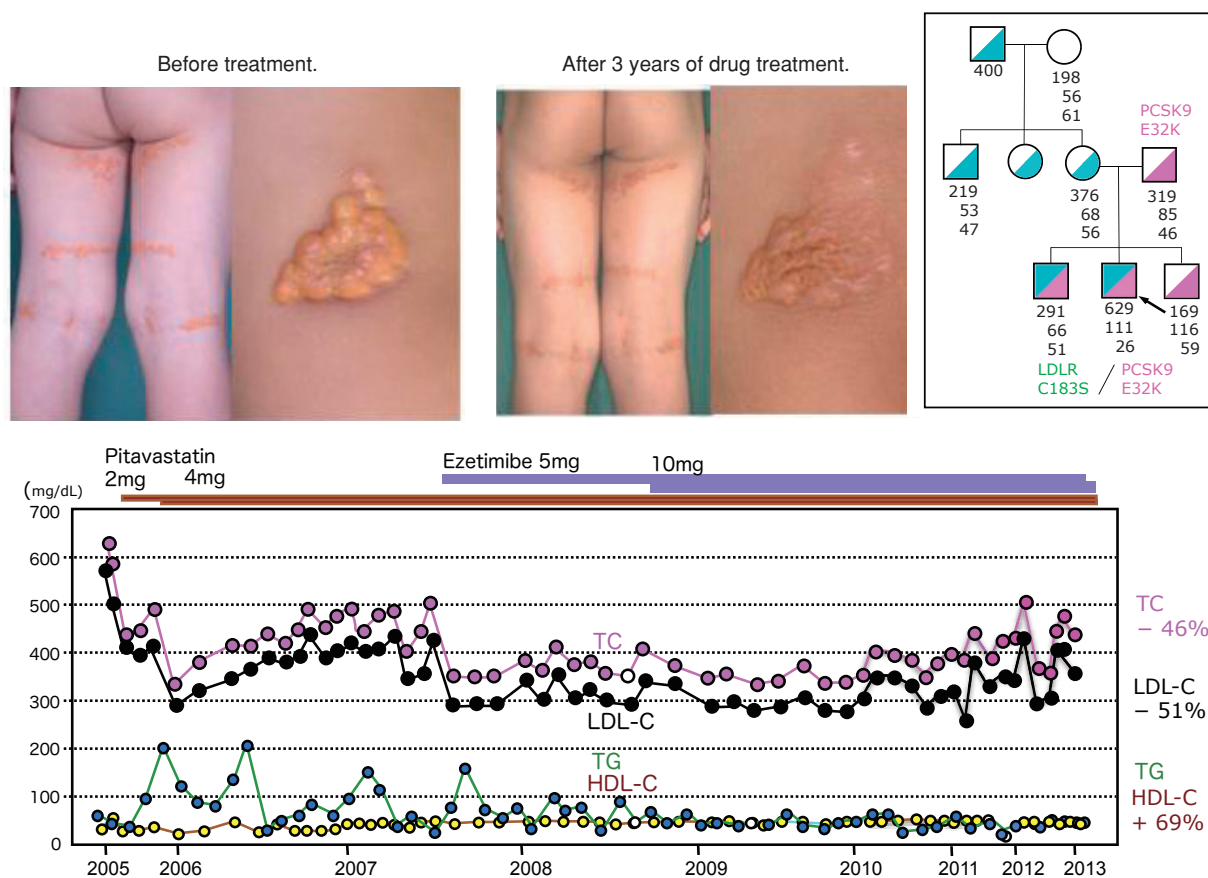 Before treatment.
After 3 years of drug treatment.
400
198
56
61
PCSK9
E32K
219
53
47
376
68
56
319
85
46
291
66
51
629
111
26
169
116
59
LDLR
C183S
/
PCSK9
E32K
Pitavastatin
2mg
4mg
Ezetimibe 5mg
10mg
(mg/dL)
700
600
500
400
300
200
100
0
TC
LDL-C
TG
HDL-C
TC
– 46%
LDL-C
– 51%
TG
HDL-C
+ 69%
2005
2006
2007
2008
2009
2010
2011
2012
2013